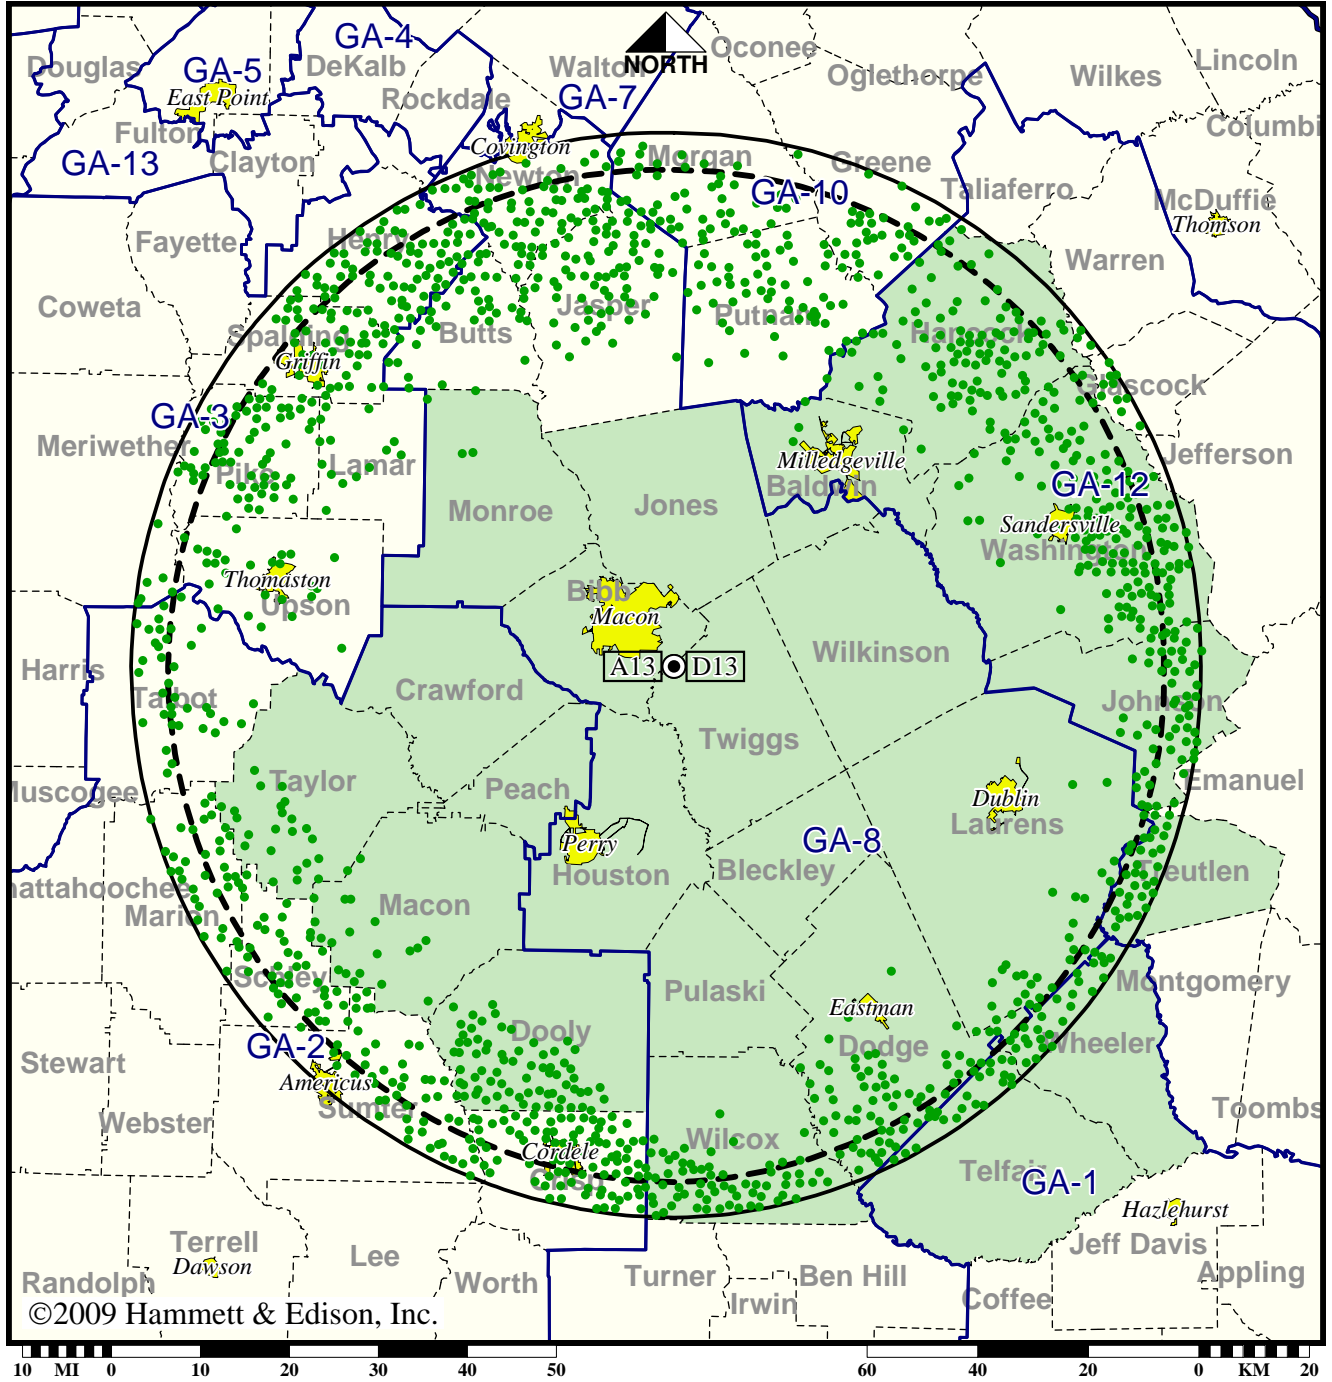 Oconee
GA-4
Walton
NORTH
Lincoln
Douglas
GA-5
DeKalb
Oglethorpe
Wilkes
East Point
Rockdale
GA-7
Fulton
Columbi
Covington
GA-13
Clayton
Newton
Morgan
Greene
GA-10
Taliaferro
McDuffie
Thomson
Fayette
Henry
Warren
Coweta
Jasper
Putnam
Spalding
Butts
Hancock
Griffin
Glascock
GA-3
Meriwether
Pike
Lamar
Milledgeville
Baldwin
Jefferson
GA-12
Monroe
Jones
Sandersville
Washington
Thomaston
Upson
Bibb
Macon
Harris
A13
D13
Wilkinson
Talbot
Crawford
Johnson
Twiggs
Muscogee
Taylor
Peach
Emanuel
Dublin
Laurens
Perry
GA-8
Houston
Bleckley
Treutlen
hattahoochee
Marion
Macon
Schley
Pulaski
Montgomery
Eastman
Dooly
Dodge
Wheeler
GA-2
Stewart
Americus
Sumter
Webster
Toombs
Wilcox
Cordele
Crisp
Telfair
GA-1
Hazlehurst
Terrell
Dawson
Lee
Jeff Davis
Randolph
Worth
Turner
Ben Hill
Appling
Irwin
Coffee
©2009 Hammett & Edison, Inc.
10 MI 0 10 20 30 40 50
60 40 20 0 KM 20